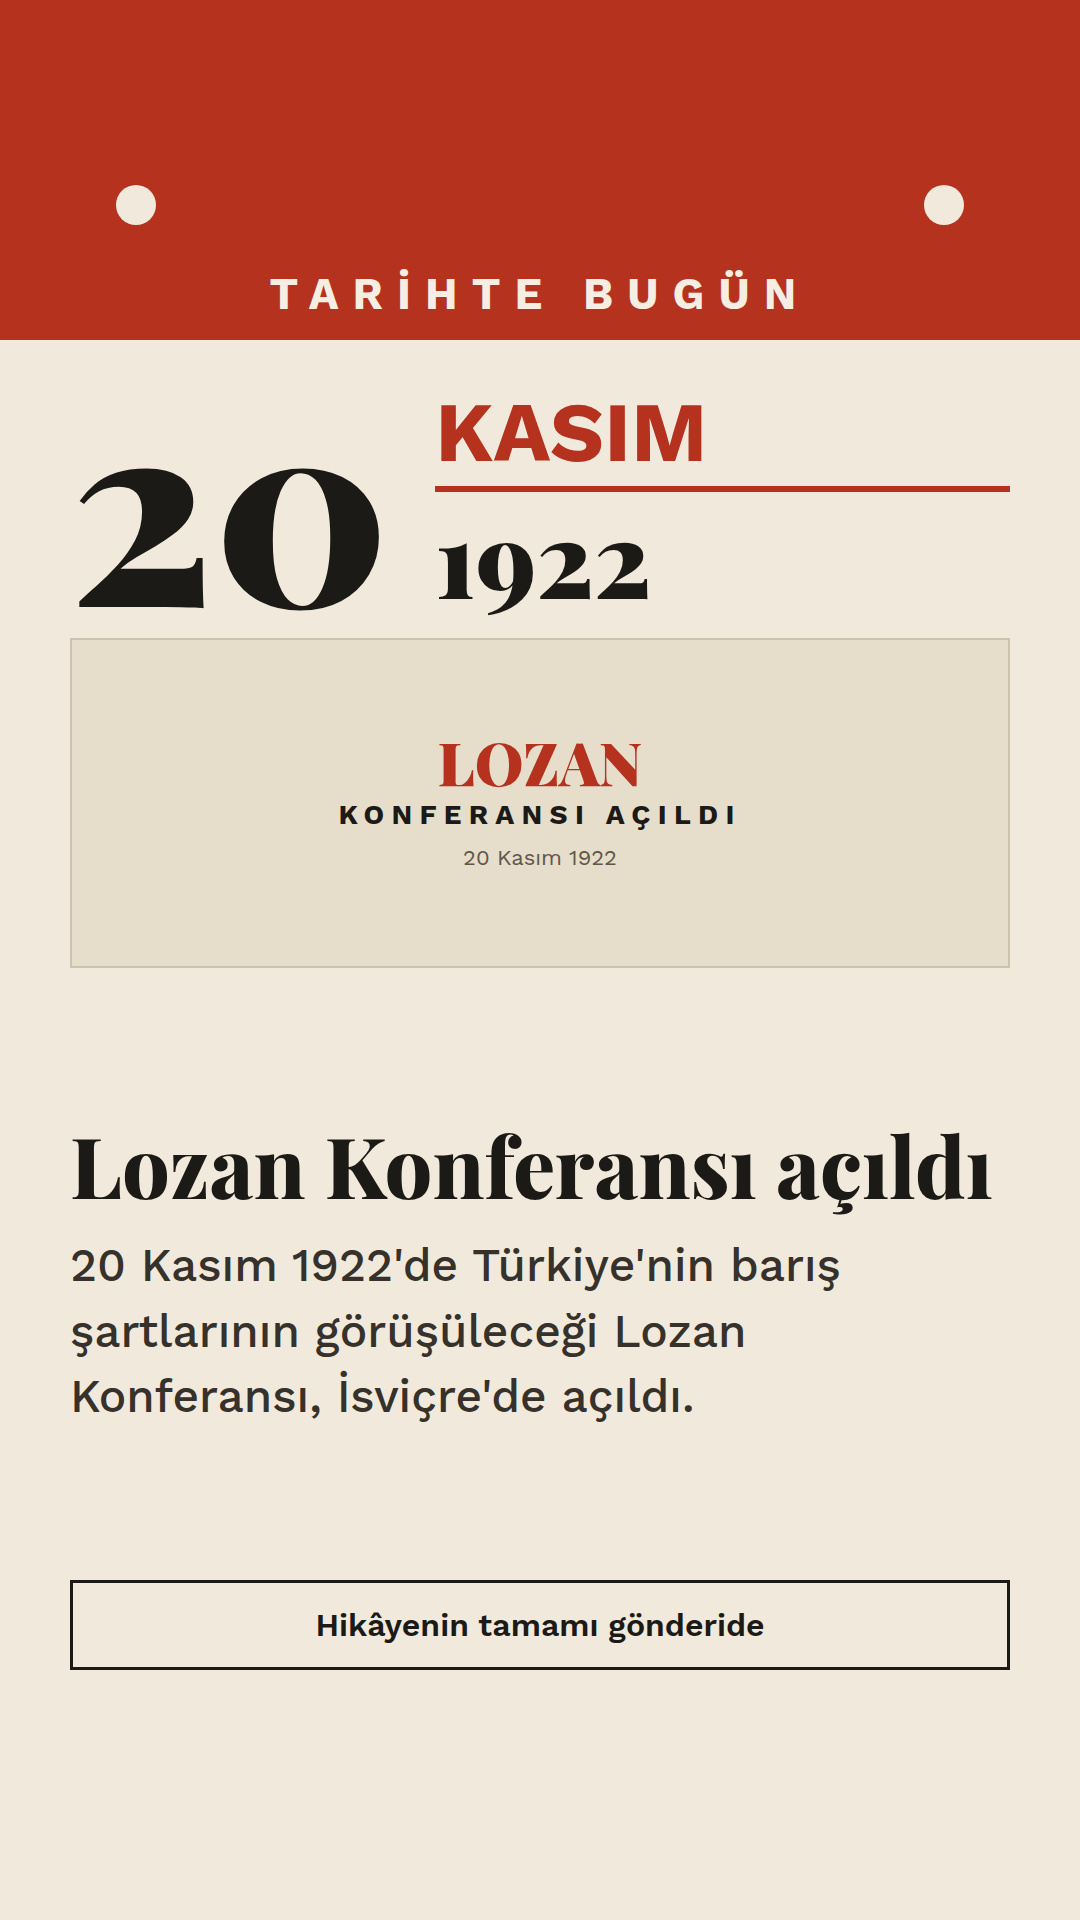 TARİHTE BUGÜN
20
KASIM
1922
LOZAN
KONFERANSI AÇILDI
20 Kasım 1922
Lozan Konferansı açıldı
20 Kasım 1922'de Türkiye'nin barış
şartlarının görüşüleceği Lozan
Konferansı, İsviçre'de açıldı.
Hikâyenin tamamı gönderide